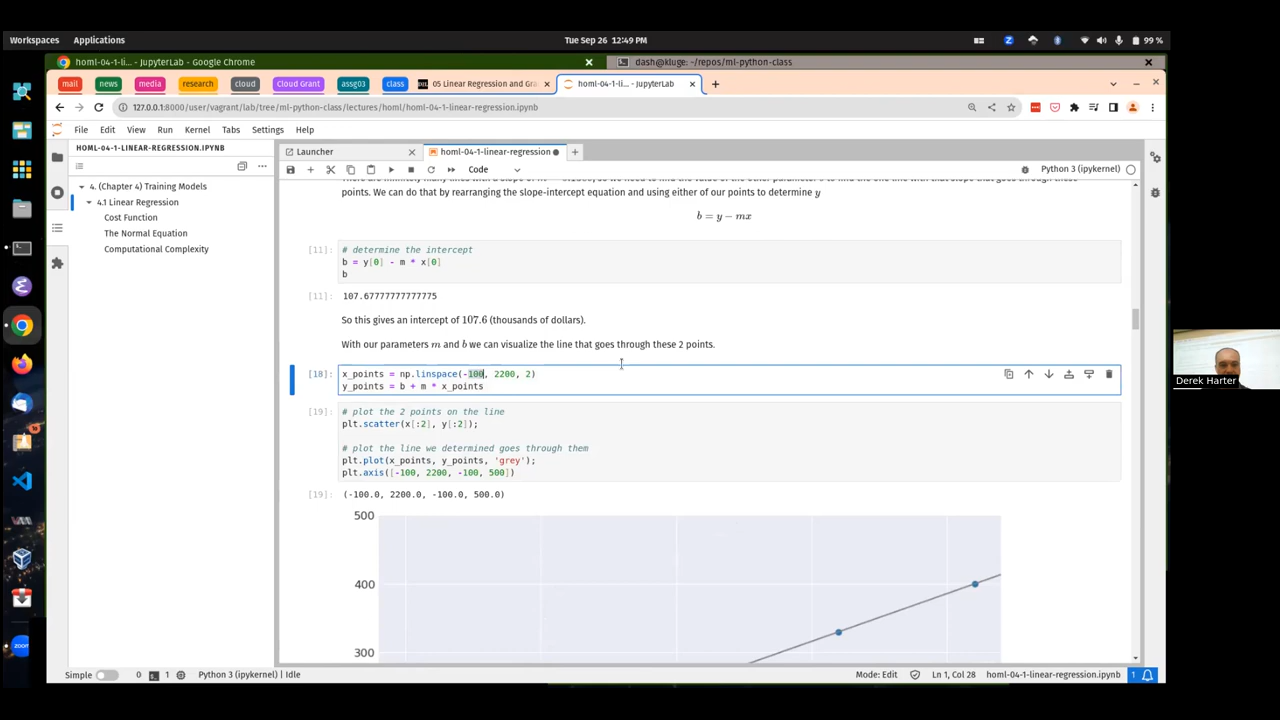 Workspaces Applications Tue Sep 26 12:49 PM 99 %
homl-04-1-li... - JupyterLab - Google Chrome dash@kluge: ~/repos/ml-python-class
mail news media research cloud Cloud Grant assg03 class 05 Linear Regression and Gra homl-04-1-li... - JupyterLab
127.0.0.1:8000/user/vagrant/lab/tree/ml-python-class/lectures/homl/homl-04-1-linear-regression.ipynb
File Edit View Run Kernel Tabs Settings Help
HOML-04-1-LINEAR-REGRESSION.IPYNB
4. (Chapter 4) Training Models
4.1 Linear Regression
Cost Function
The Normal Equation
Computational Complexity
Launcher homl-04-1-linear-regression.ipynb
Code Python 3 (ipykernel)
points. We can do that by rearranging the slope-intercept equation and using either of our points to determine y
b = y − mx
[11]: # determine the intercept
b = y[0] - m * x[0]
b
[11]: 107.67777777777775
So this gives an intercept of 107.6 (thousands of dollars).
With our parameters m and b we can visualize the line that goes through these 2 points.
[18]: x_points = np.linspace(-100, 2200, 2)
y_points = b + m * x_points
[19]: # plot the 2 points on the line
plt.scatter(x[:2], y[:2]);
# plot the line we determined goes through them
plt.plot(x_points, y_points, 'grey');
plt.axis([-100, 2200, -100, 500])
[19]: (-100.0, 2200.0, -100.0, 500.0)
500
400
300
Simple 0 1 Python 3 (ipykernel) | Idle Mode: Edit Ln 1, Col 28 homl-04-1-linear-regression.ipynb 1
Derek Harter
zoom